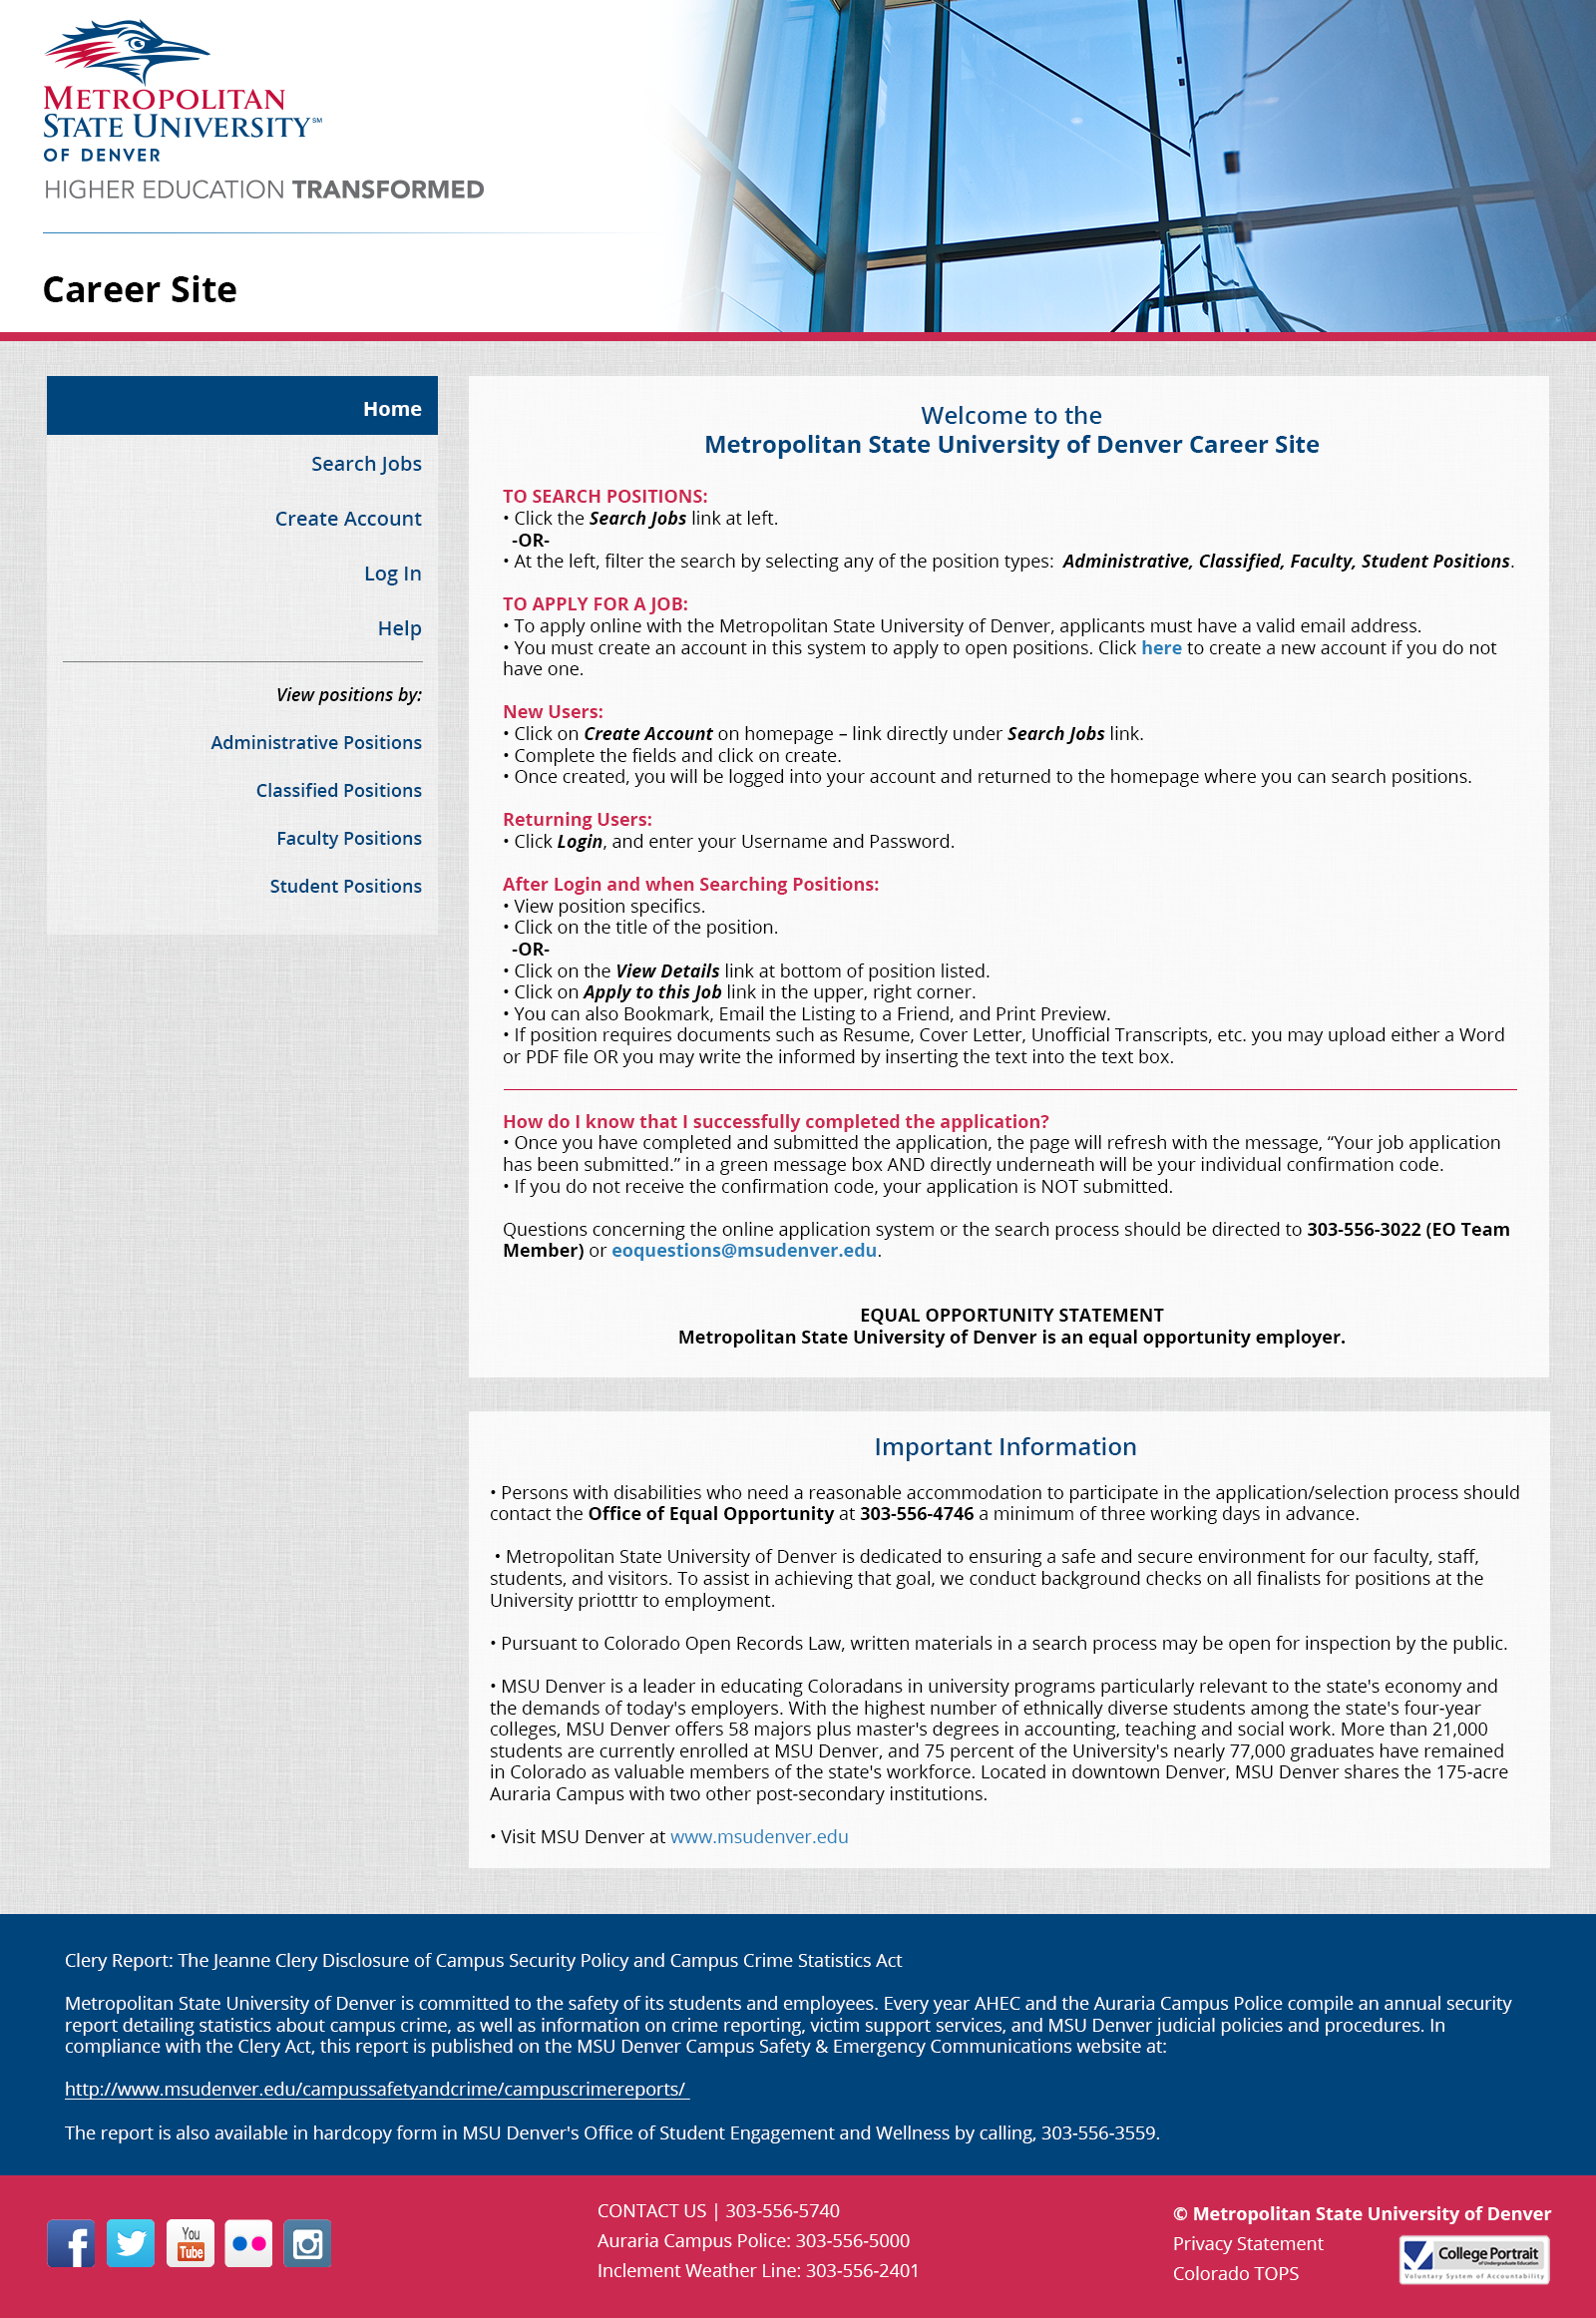 METROPOLITAN
STATE UNIVERSITY℠
OF DENVER
HIGHER EDUCATION TRANSFORMED
Career Site
Home
Search Jobs
Create Account
Log In
Help
View positions by:
Administrative Positions
Classified Positions
Faculty Positions
Student Positions
Welcome to the
Metropolitan State University of Denver Career Site
TO SEARCH POSITIONS:
• Click the Search Jobs link at left.
-OR-
• At the left, filter the search by selecting any of the position types: Administrative, Classified, Faculty, Student Positions.
TO APPLY FOR A JOB:
• To apply online with the Metropolitan State University of Denver, applicants must have a valid email address.
• You must create an account in this system to apply to open positions. Click here to create a new account if you do not
have one.
New Users:
• Click on Create Account on homepage – link directly under Search Jobs link.
• Complete the fields and click on create.
• Once created, you will be logged into your account and returned to the homepage where you can search positions.
Returning Users:
• Click Login, and enter your Username and Password.
After Login and when Searching Positions:
• View position specifics.
• Click on the title of the position.
-OR-
• Click on the View Details link at bottom of position listed.
• Click on Apply to this Job link in the upper, right corner.
• You can also Bookmark, Email the Listing to a Friend, and Print Preview.
• If position requires documents such as Resume, Cover Letter, Unofficial Transcripts, etc. you may upload either a Word
or PDF file OR you may write the informed by inserting the text into the text box.
How do I know that I successfully completed the application?
• Once you have completed and submitted the application, the page will refresh with the message, “Your job application
has been submitted.” in a green message box AND directly underneath will be your individual confirmation code.
• If you do not receive the confirmation code, your application is NOT submitted.
Questions concerning the online application system or the search process should be directed to 303-556-3022 (EO Team
Member) or eoquestions@msudenver.edu.
EQUAL OPPORTUNITY STATEMENT
Metropolitan State University of Denver is an equal opportunity employer.
Important Information
• Persons with disabilities who need a reasonable accommodation to participate in the application/selection process should
contact the Office of Equal Opportunity at 303-556-4746 a minimum of three working days in advance.
• Metropolitan State University of Denver is dedicated to ensuring a safe and secure environment for our faculty, staff,
students, and visitors. To assist in achieving that goal, we conduct background checks on all finalists for positions at the
University priotttr to employment.
• Pursuant to Colorado Open Records Law, written materials in a search process may be open for inspection by the public.
• MSU Denver is a leader in educating Coloradans in university programs particularly relevant to the state's economy and
the demands of today's employers. With the highest number of ethnically diverse students among the state's four-year
colleges, MSU Denver offers 58 majors plus master's degrees in accounting, teaching and social work. More than 21,000
students are currently enrolled at MSU Denver, and 75 percent of the University's nearly 77,000 graduates have remained
in Colorado as valuable members of the state's workforce. Located in downtown Denver, MSU Denver shares the 175-acre
Auraria Campus with two other post-secondary institutions.
• Visit MSU Denver at www.msudenver.edu
Clery Report: The Jeanne Clery Disclosure of Campus Security Policy and Campus Crime Statistics Act
Metropolitan State University of Denver is committed to the safety of its students and employees. Every year AHEC and the Auraria Campus Police compile an annual security
report detailing statistics about campus crime, as well as information on crime reporting, victim support services, and MSU Denver judicial policies and procedures. In
compliance with the Clery Act, this report is published on the MSU Denver Campus Safety & Emergency Communications website at:
http://www.msudenver.edu/campussafetyandcrime/campuscrimereports/
The report is also available in hardcopy form in MSU Denver's Office of Student Engagement and Wellness by calling, 303-556-3559.
You
Tube
CONTACT US | 303-556-5740
Auraria Campus Police: 303-556-5000
Inclement Weather Line: 303-556-2401
© Metropolitan State University of Denver
Privacy Statement
Colorado TOPS
College Portrait
of Undergraduate Education
Voluntary System of Accountability